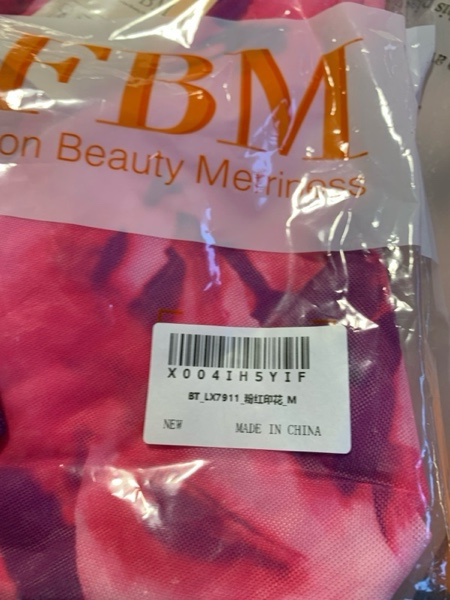 FBM
on Beauty Merriness
X004IH5YIF
BT_LX7911_粉红印花_M
NEW MADE IN CHINA